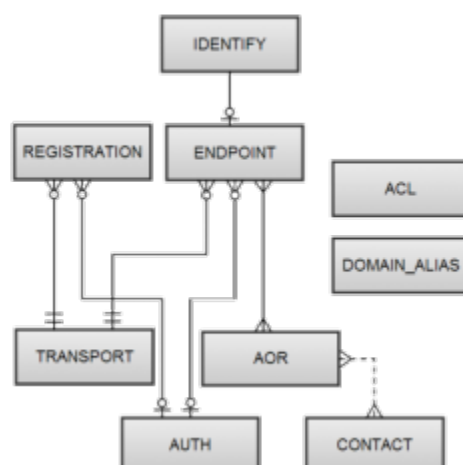 IDENTIFY
REGISTRATION
ENDPOINT
ACL
DOMAIN_ALIAS
TRANSPORT
AOR
AUTH
CONTACT